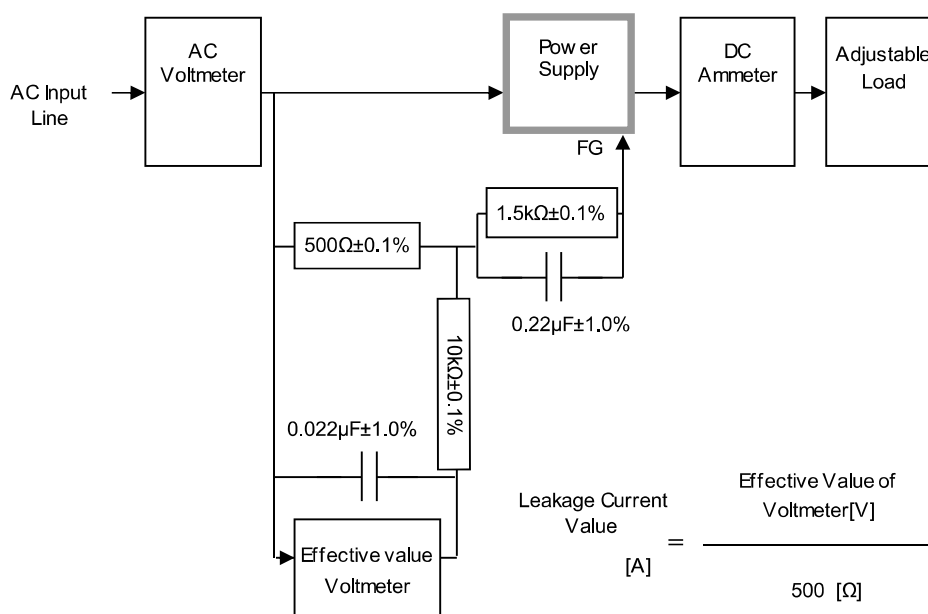 AC
Voltmeter
Power
Supply
DC
Ammeter
Adjustable
Load
AC Input
Line
FG
1.5kΩ±0.1%
500Ω±0.1%
0.22µF±1.0%
10kΩ±0.1%
0.022µF±1.0%
Effective value
Voltmeter
Leakage Current
Value
[A]
=
Effective Value of
Voltmeter[V]
500 [Ω]